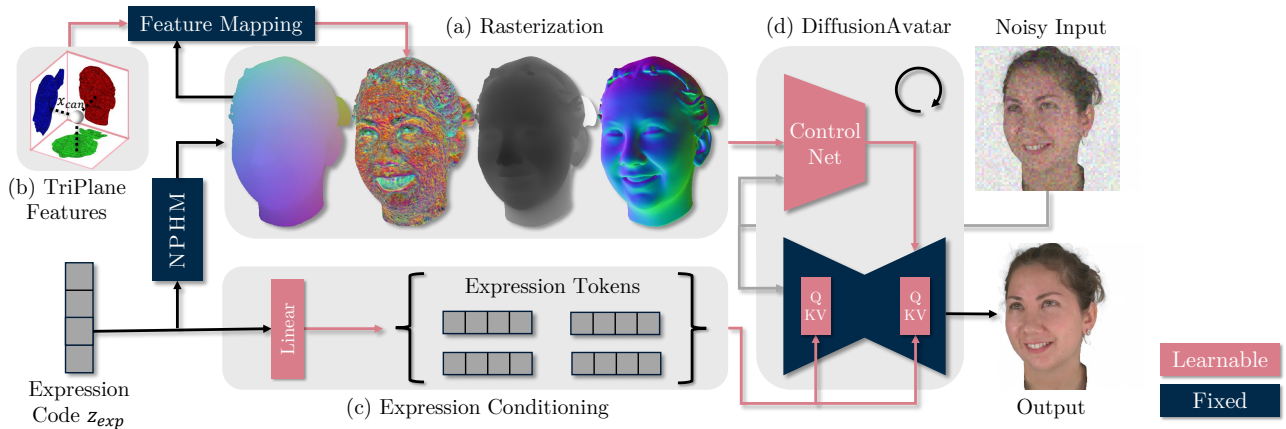 Feature Mapping
(a) Rasterization
(d) DiffusionAvatar
Noisy Input
x_can
(b) TriPlane
Features
NPHM
Control
Net
Expression Tokens
Linear
Q
KV
Q
KV
Expression
Code z_exp
(c) Expression Conditioning
Output
Learnable
Fixed